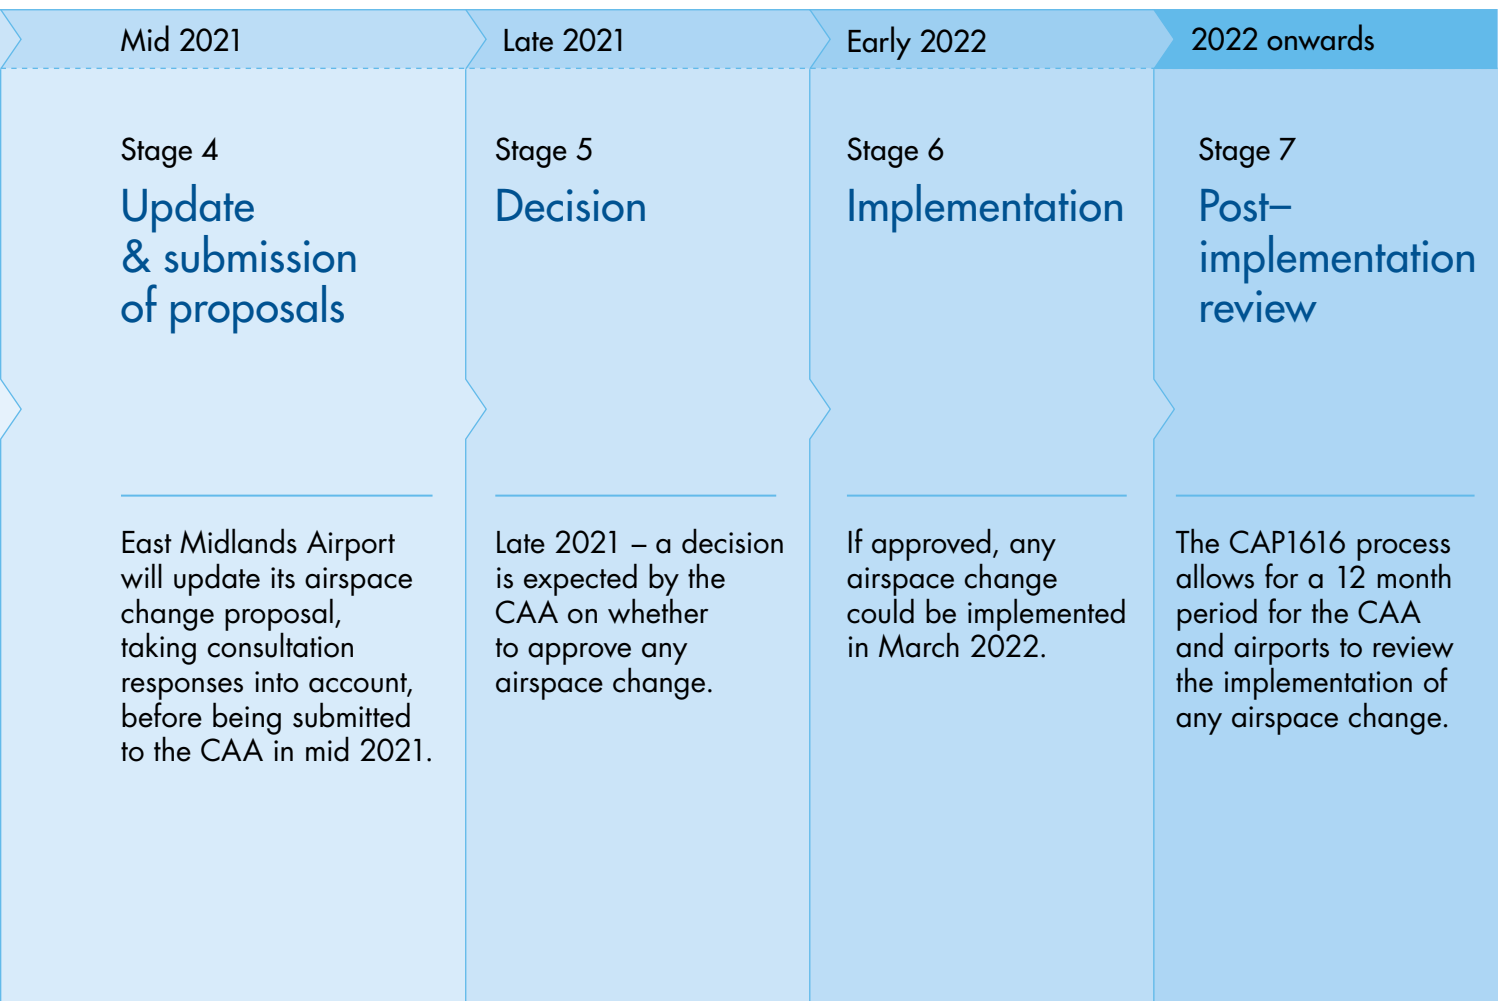 Mid 2021
Late 2021
Early 2022
2022 onwards
Stage 4
Update
& submission
of proposals
East Midlands Airport
will update its airspace
change proposal,
taking consultation
responses into account,
before being submitted
to the CAA in mid 2021.
Stage 5
Decision
Late 2021 – a decision
is expected by the
CAA on whether
to approve any
airspace change.
Stage 6
Implementation
If approved, any
airspace change
could be implemented
in March 2022.
Stage 7
Post–
implementation
review
The CAP1616 process
allows for a 12 month
period for the CAA
and airports to review
the implementation of
any airspace change.